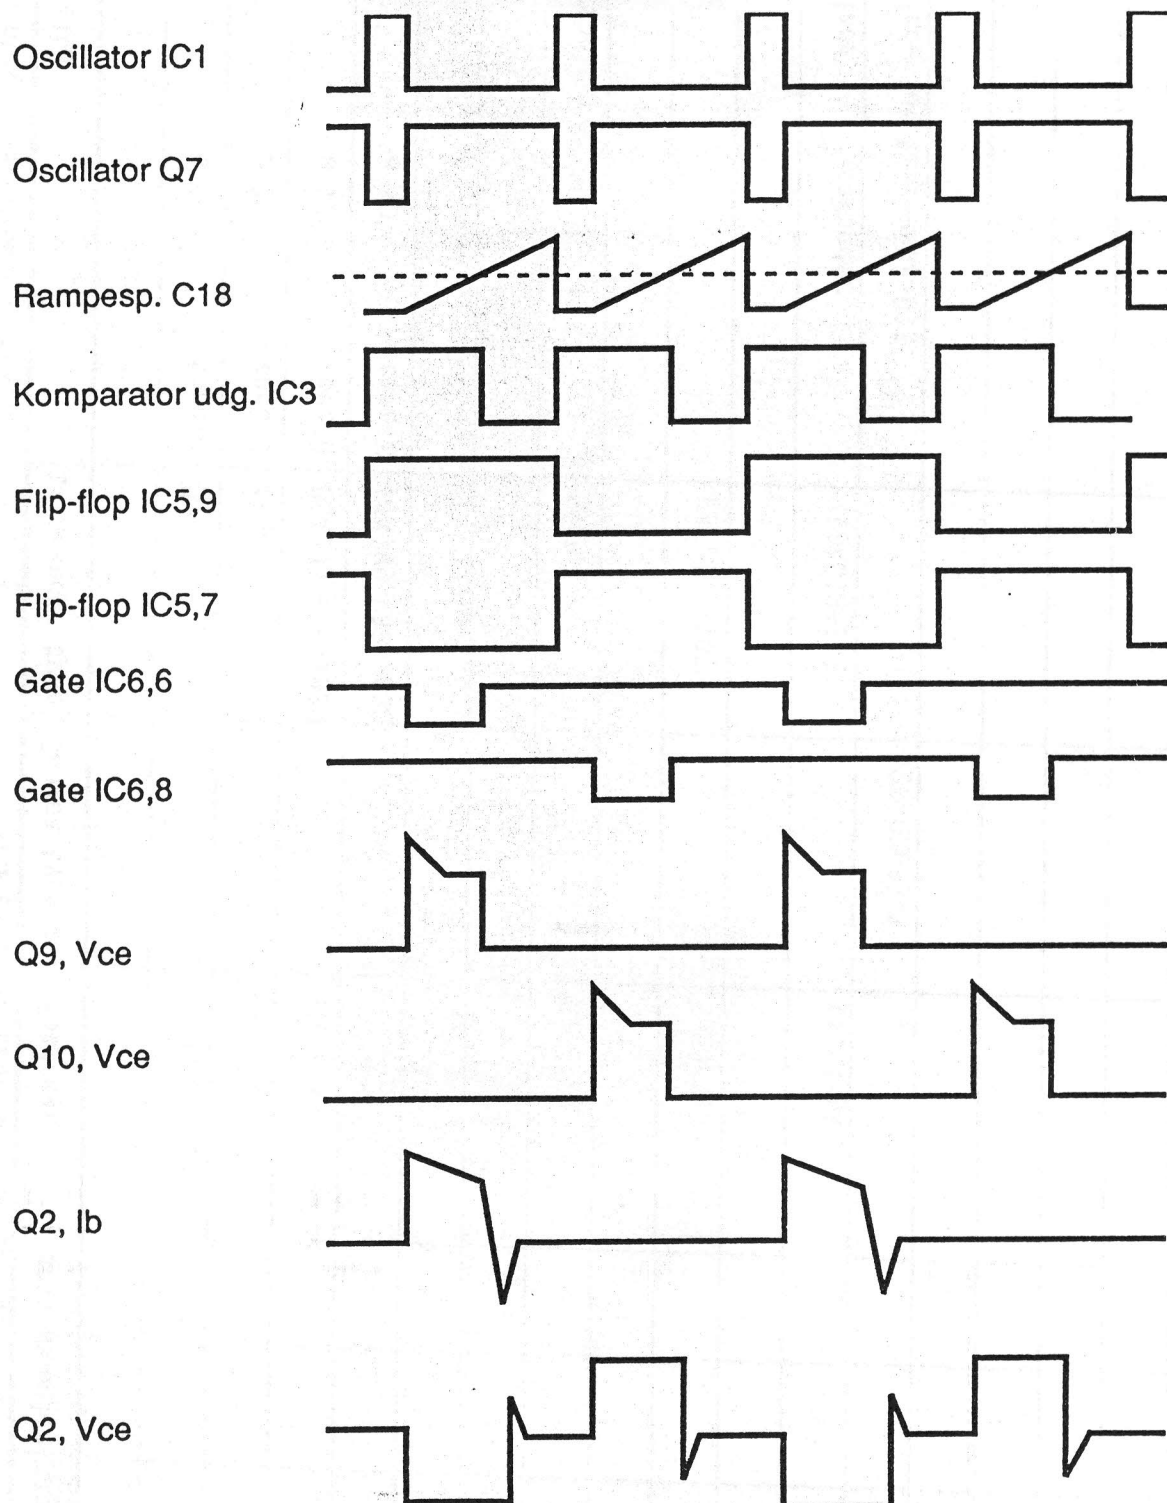 Oscillator IC1
Oscillator Q7
Rampesp. C18
Komparator udg. IC3
Flip-flop IC5,9
Flip-flop IC5,7
Gate IC6,6
Gate IC6,8
Q9, Vce
Q10, Vce
Q2, Ib
Q2, Vce